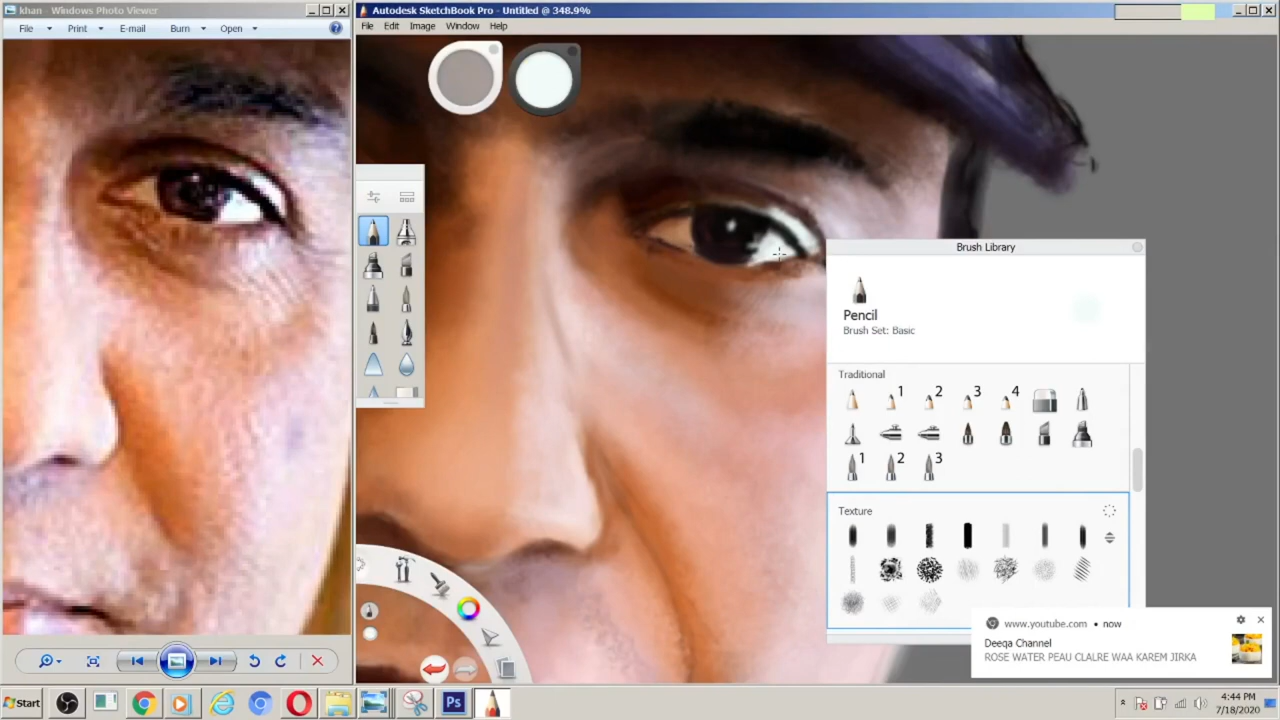 khan - Windows Photo Viewer
File Print E-mail Burn Open
Autodesk SketchBook Pro - Untitled @ 348.9%
File Edit Image Window Help
Brush Library
Pencil
Brush Set: Basic
Traditional
1 2 3 4
1 2 3
Texture
www.youtube.com • now
Deeqa Channel
ROSE WATER PEAU CLALRE WAA KAREM JIRKA
Start
Ps
4:44 PM
7/18/2020